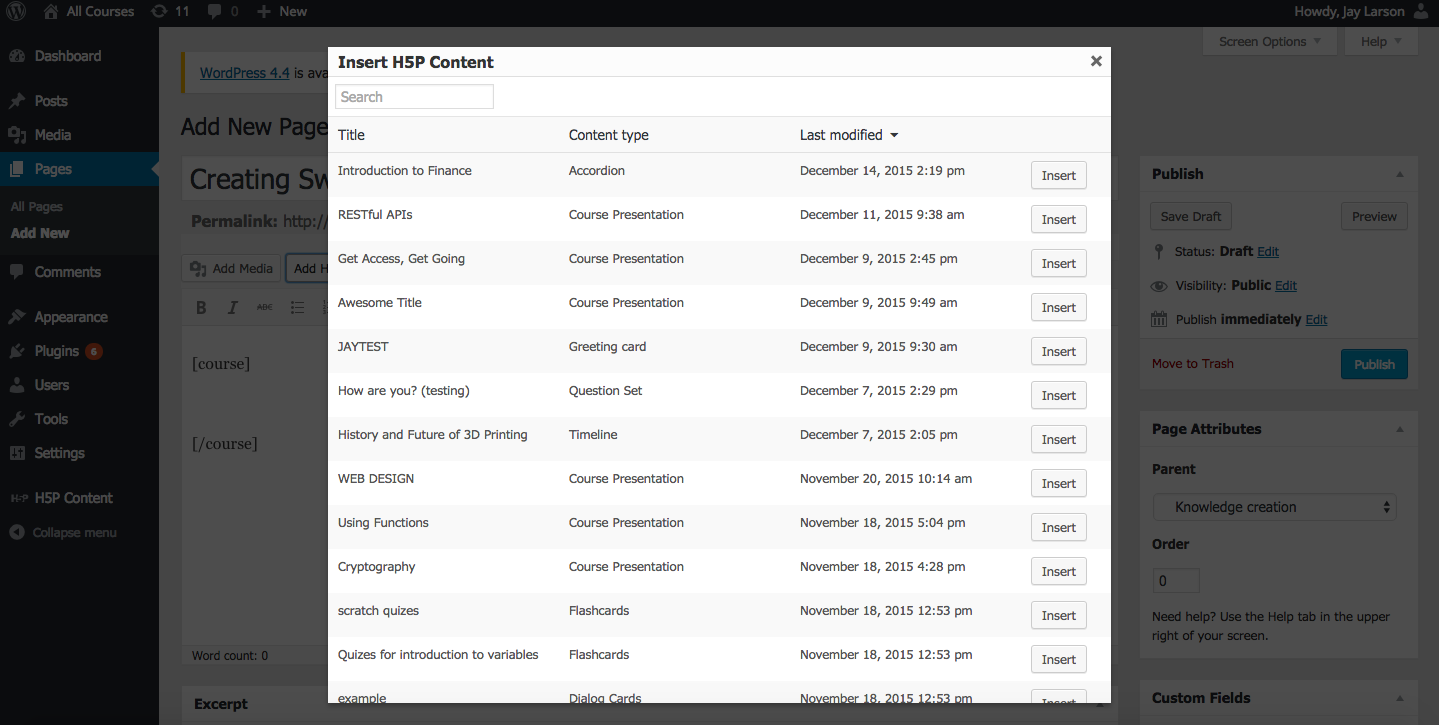 All Courses 11 0 New Howdy, Jay Larson
Dashboard
Posts
Media
Pages
All Pages
Add New
Comments
Appearance
Plugins 6
Users
Tools
Settings
H5P Content
Collapse menu
Screen Options Help
WordPress 4.4 is
Add New Page
Creating
Permalink: http://
Add Media Add
B I ABC
[course]
[/course]
Word count: 0
Excerpt
Insert H5P Content
Search
Title Content type Last modified
Introduction to Finance Accordion December 14, 2015 2:19 pm Insert
RESTful APIs Course Presentation December 11, 2015 9:38 am Insert
Get Access, Get Going Course Presentation December 9, 2015 2:45 pm Insert
Awesome Title Course Presentation December 9, 2015 9:49 am Insert
JAYTEST Greeting card December 9, 2015 9:30 am Insert
How are you? (testing) Question Set December 7, 2015 2:29 pm Insert
History and Future of 3D Printing Timeline December 7, 2015 2:05 pm Insert
WEB DESIGN Course Presentation November 20, 2015 10:14 am Insert
Using Functions Course Presentation November 18, 2015 5:04 pm Insert
Cryptography Course Presentation November 18, 2015 4:28 pm Insert
scratch quizes Flashcards November 18, 2015 12:53 pm Insert
Quizes for introduction to variables Flashcards November 18, 2015 12:53 pm Insert
example Dialog Cards November 18, 2015 12:53 pm Insert
Publish
Save Draft Preview
Status: Draft Edit
Visibility: Public Edit
Publish immediately Edit
Move to Trash Publish
Page Attributes
Parent
Knowledge creation
Order
0
Need help? Use the Help tab in the upper
right of your screen.
Custom Fields